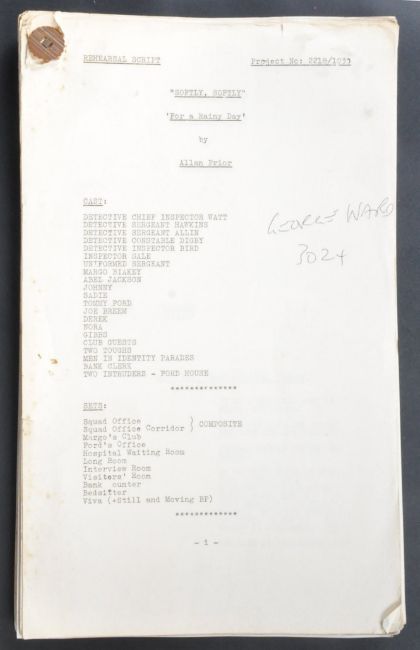 REHEARSAL SCRIPT Project No: 2218/1033
"SOFTLY, SOFTLY"
'For a Rainy Day'
by
Allan Prior
CAST:
DETECTIVE CHIEF INSPECTOR WATT
DETECTIVE SERGEANT HAWKINS
DETECTIVE SERGEANT ALLIN
DETECTIVE CONSTABLE DIGBY
DETECTIVE INSPECTOR BIRD
INSPECTOR GALE
UNIFORMED SERGEANT
MARGO BIAKEY
ABEL JACKSON
JOHNNY
SADIE
TOMMY FORD
JOE BREEM
DEREK
NORA
GIBBS
CLUB GUESTS
TWO TOUGHS
MEN IN IDENTITY PARADES
BANK CLERK
TWO INTRUDERS - FORD HOUSE
GEORGE WARD
3024
*************
SETS:
Squad Office
Squad Office Corridor } COMPOSITE
Margo's Club
Ford's Office
Hospital Waiting Room
Long Room
Interview Room
Visitors' Room
Bank ounter
Bedsitter
Viva (+Still and Moving BP)
*************
- 1 -